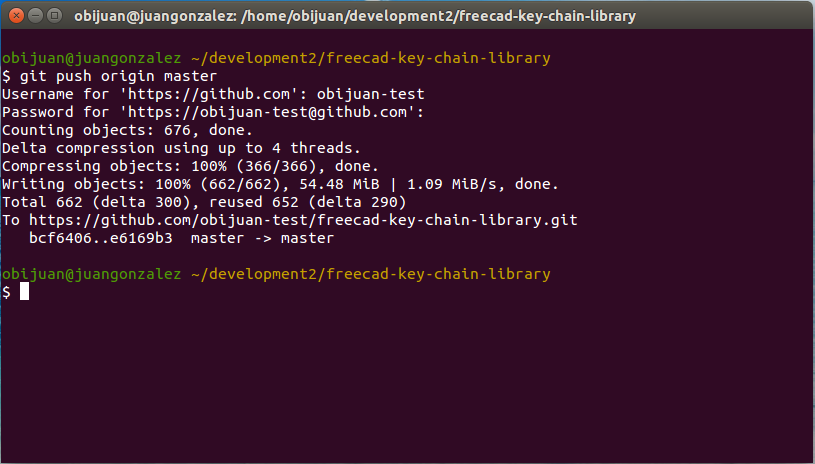 obijuan@juangonzalez: /home/obijuan/development2/freecad-key-chain-library
obijuan@juangonzalez ~/development2/freecad-key-chain-library
$ git push origin master
Username for 'https://github.com': obijuan-test
Password for 'https://obijuan-test@github.com':
Counting objects: 676, done.
Delta compression using up to 4 threads.
Compressing objects: 100% (366/366), done.
Writing objects: 100% (662/662), 54.48 MiB | 1.09 MiB/s, done.
Total 662 (delta 300), reused 652 (delta 290)
To https://github.com/obijuan-test/freecad-key-chain-library.git
   bcf6406..e6169b3  master -> master
obijuan@juangonzalez ~/development2/freecad-key-chain-library
$